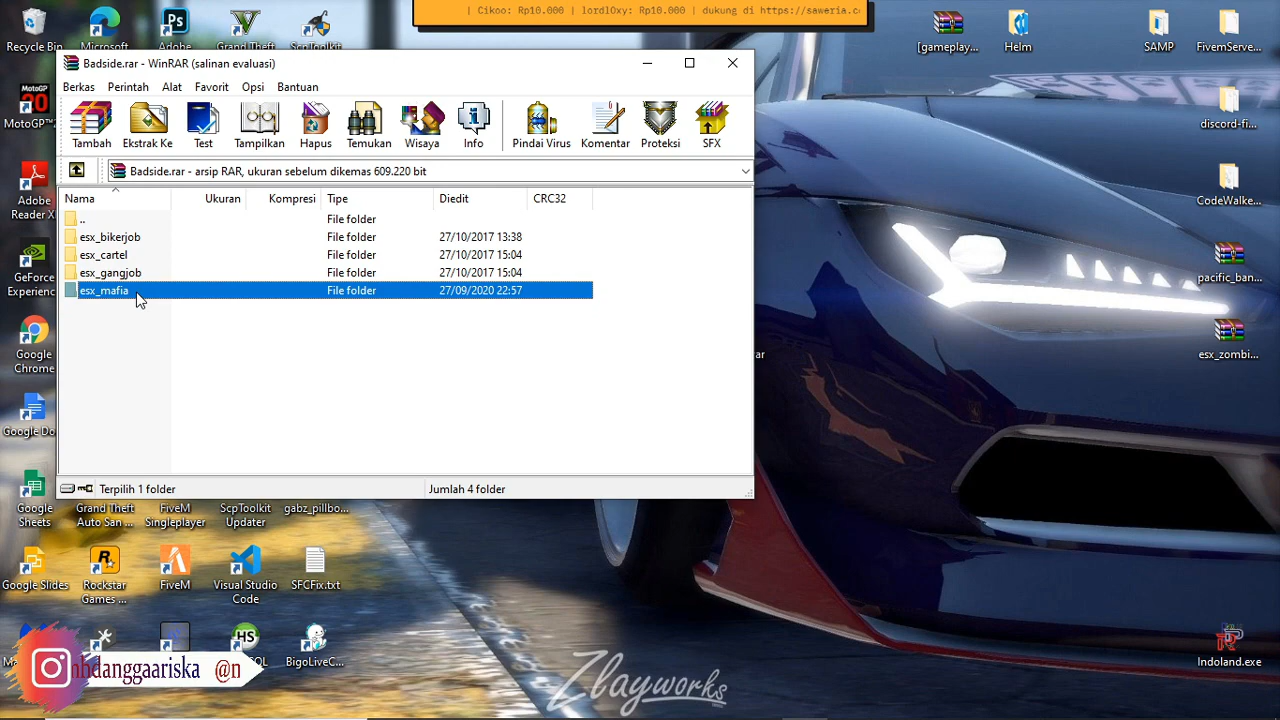 | Cikoo: Rp10.000 | lordlOxy: Rp10.000 | dukung di https://saweria.c
Recycle Bin
Microsoft
Adobe
Grand Theft
ScpToolkit
[gameplay...
Helm
SAMP
FivemServe...
Badside.rar - WinRAR (salinan evaluasi)
Berkas Perintah Alat Favorit Opsi Bantuan
Tambah Ekstrak Ke Test Tampilkan Hapus Temukan Wisaya Info Pindai Virus Komentar Proteksi SFX
Badside.rar - arsip RAR, ukuran sebelum dikemas 609.220 bit
Nama Ukuran Kompresi Tipe Diedit CRC32
.. File folder
esx_bikerjob File folder 27/10/2017 13:38
esx_cartel File folder 27/10/2017 15:04
esx_gangjob File folder 27/10/2017 15:04
esx_mafia File folder 27/09/2020 22:57
Terpilih 1 folder Jumlah 4 folder
MotoGP
20
MotoGP™...
Adobe
Reader X
GeForce
Experience
Google
Chrome
Google Do
Google
Sheets
Google Slides
discord-fi...
CodeWalke...
pacific_ban...
esx_zombi...
rar
Grand Theft
Auto San ...
FiveM
Singleplayer
ScpToolkit
Updater
gabz_pillbo...
Rockstar
Games ...
FiveM
Visual Studio
Code
SFCFix.txt
HS
BigoLiveC...
Indoland.exe
nhdanggaariska @n
Zlayworks